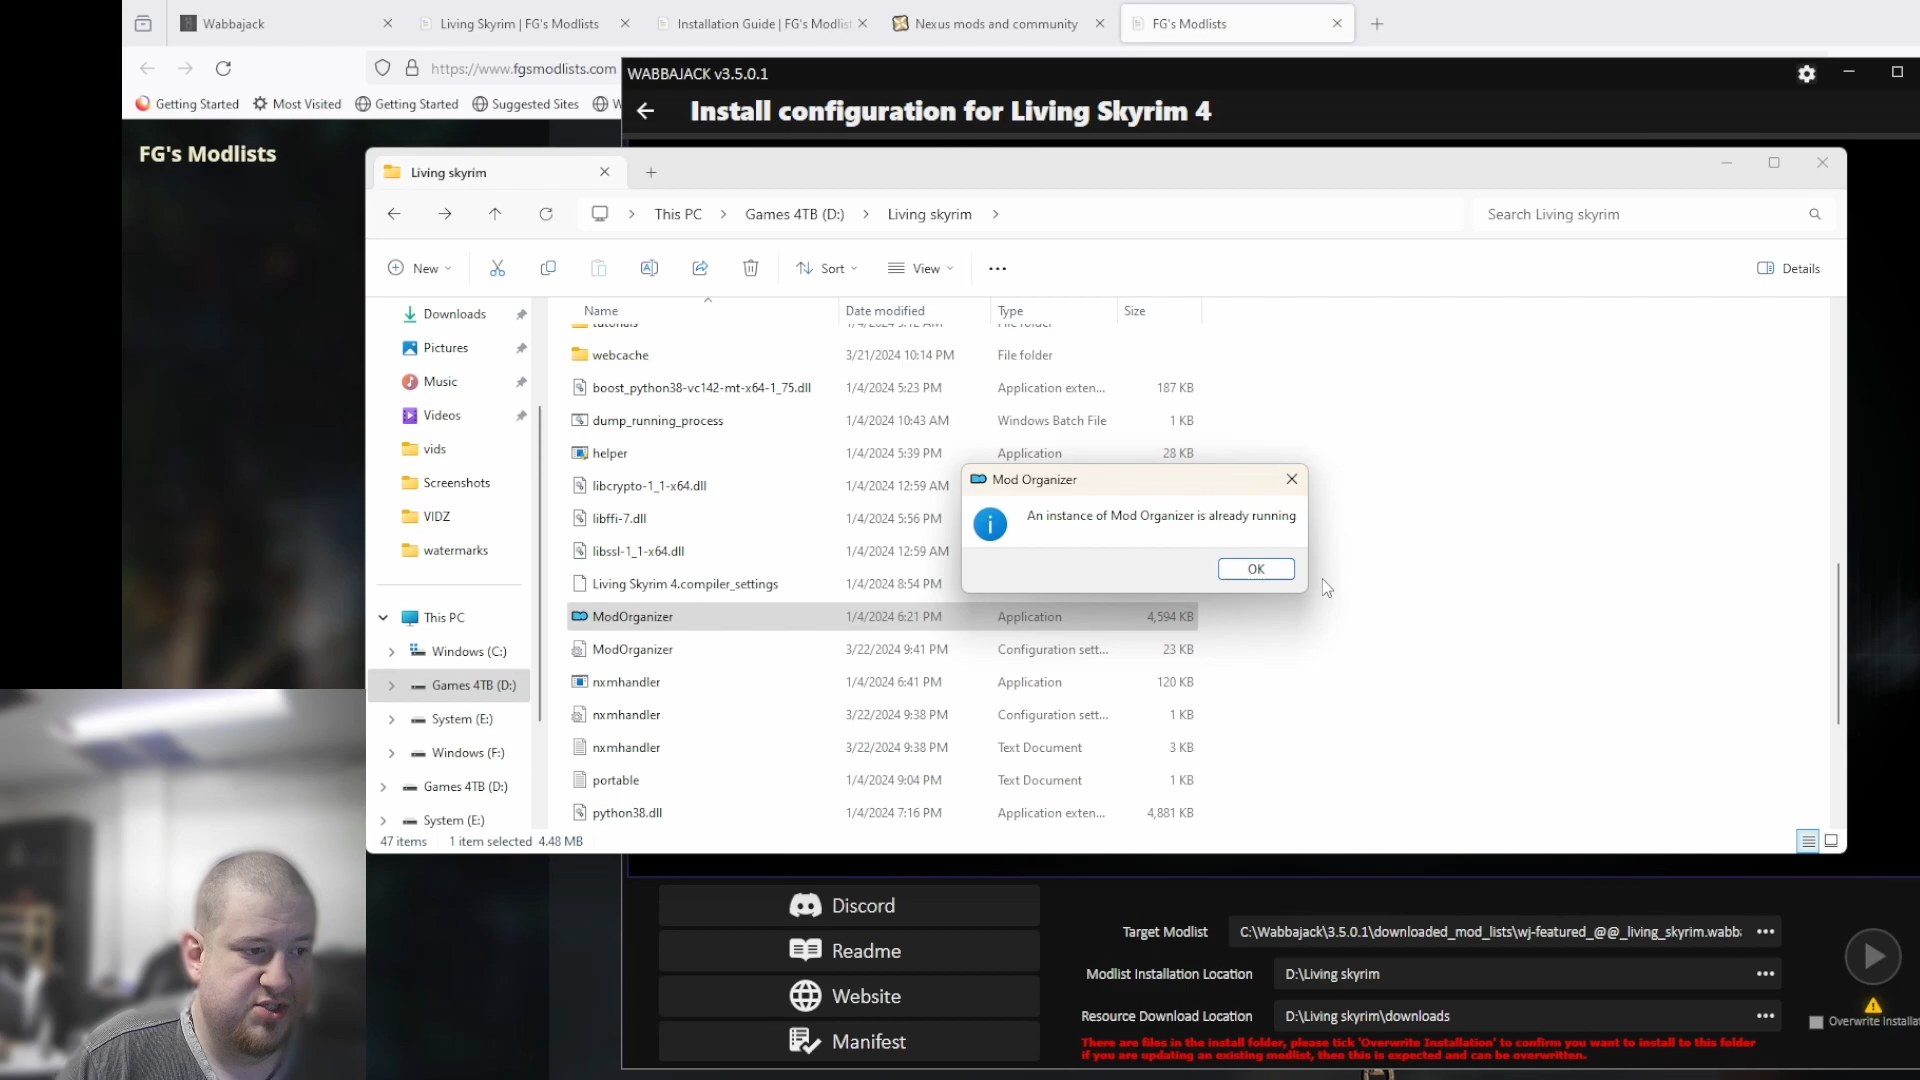 Wabbajack
Living Skyrim | FG's Modlists
Installation Guide | FG's Modlist
Nexus mods and community
FG's Modlists
https://www.fgsmodlists.com
Getting Started
Most Visited
Getting Started
Suggested Sites
FG's Modlists
WABBAJACK v3.5.0.1
Install configuration for Living Skyrim 4
Living skyrim
This PC
Games 4TB (D:)
Living skyrim
Search Living skyrim
New
Sort
View
Details
Downloads
Pictures
Music
Videos
vids
Screenshots
VIDZ
watermarks
This PC
Windows (C:)
Games 4TB (D:)
System (E:)
Windows (F:)
Games 4TB (D:)
System (E:)
Name Date modified Type Size
tutorials 1/4/2024 5:12 AM File folder
webcache 3/21/2024 10:14 PM File folder
boost_python38-vc142-mt-x64-1_75.dll 1/4/2024 5:23 PM Application exten... 187 KB
dump_running_process 1/4/2024 10:43 AM Windows Batch File 1 KB
helper 1/4/2024 5:39 PM Application 28 KB
libcrypto-1_1-x64.dll 1/4/2024 12:59 AM
libffi-7.dll 1/4/2024 5:56 PM
libssl-1_1-x64.dll 1/4/2024 12:59 AM
Living Skyrim 4.compiler_settings 1/4/2024 8:54 PM
ModOrganizer 1/4/2024 6:21 PM Application 4,594 KB
ModOrganizer 3/22/2024 9:41 PM Configuration sett... 23 KB
nxmhandler 1/4/2024 6:41 PM Application 120 KB
nxmhandler 3/22/2024 9:38 PM Configuration sett... 1 KB
nxmhandler 3/22/2024 9:38 PM Text Document 3 KB
portable 1/4/2024 9:04 PM Text Document 1 KB
python38.dll 1/4/2024 7:16 PM Application exten... 4,881 KB
47 items 1 item selected 4.48 MB
Mod Organizer
An instance of Mod Organizer is already running
OK
Discord
Readme
Website
Manifest
Target Modlist C:\Wabbajack\3.5.0.1\downloaded_mod_lists\wj-featured_@@_living_skyrim.wabb
Modlist Installation Location D:\Living skyrim
Resource Download Location D:\Living skyrim\downloads
Overwrite Installat
There are files in the install folder, please tick 'Overwrite Installation' to confirm you want to install to this folder
if you are updating an existing modlist, then this is expected and can be overwritten.